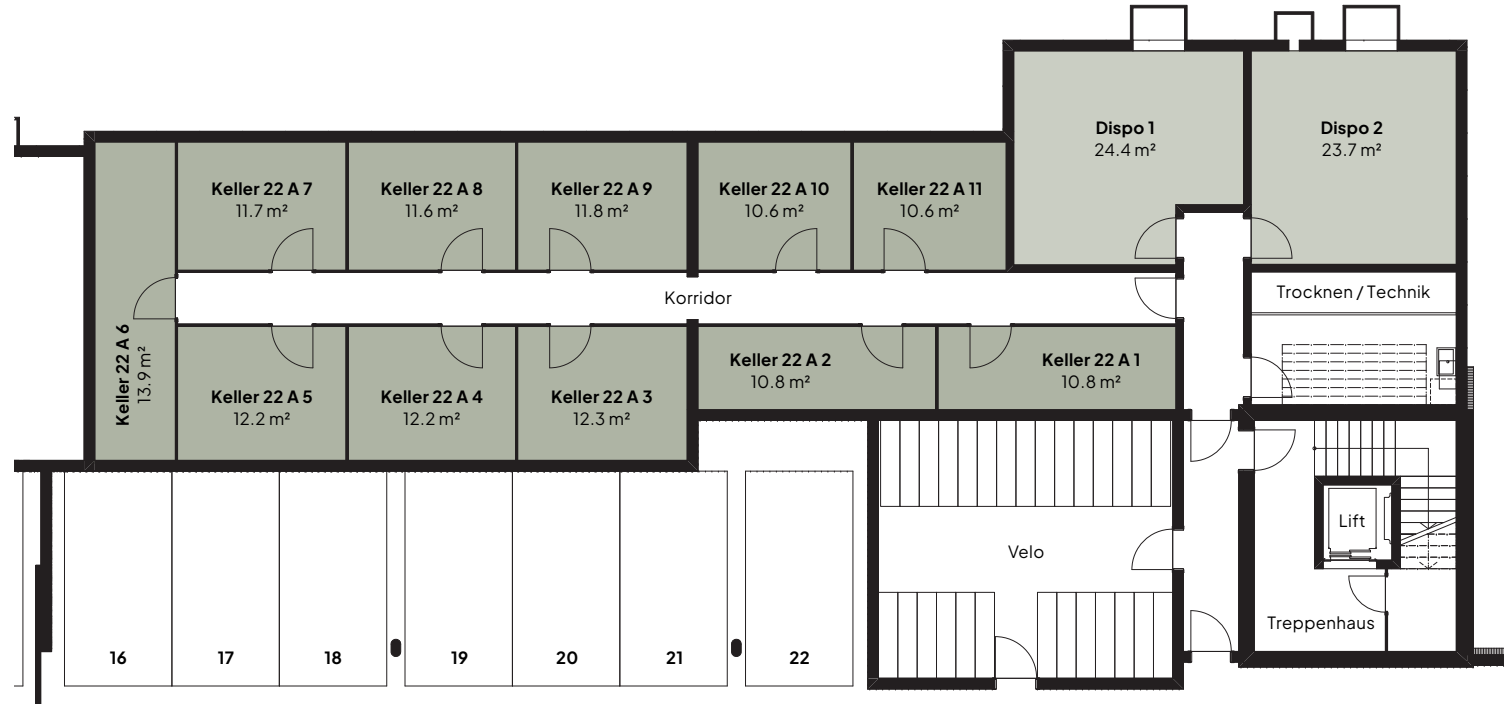 Dispo 1
24.4 m²
Dispo 2
23.7 m²
Keller 22 A 7
11.7 m²
Keller 22 A 8
11.6 m²
Keller 22 A 9
11.8 m²
Keller 22 A 10
10.6 m²
Keller 22 A 11
10.6 m²
Korridor
Trocknen / Technik
Keller 22 A 6
13.9 m²
Keller 22 A 5
12.2 m²
Keller 22 A 4
12.2 m²
Keller 22 A 3
12.3 m²
Keller 22 A 2
10.8 m²
Keller 22 A 1
10.8 m²
Lift
Velo
Treppenhaus
16
17
18
19
20
21
22